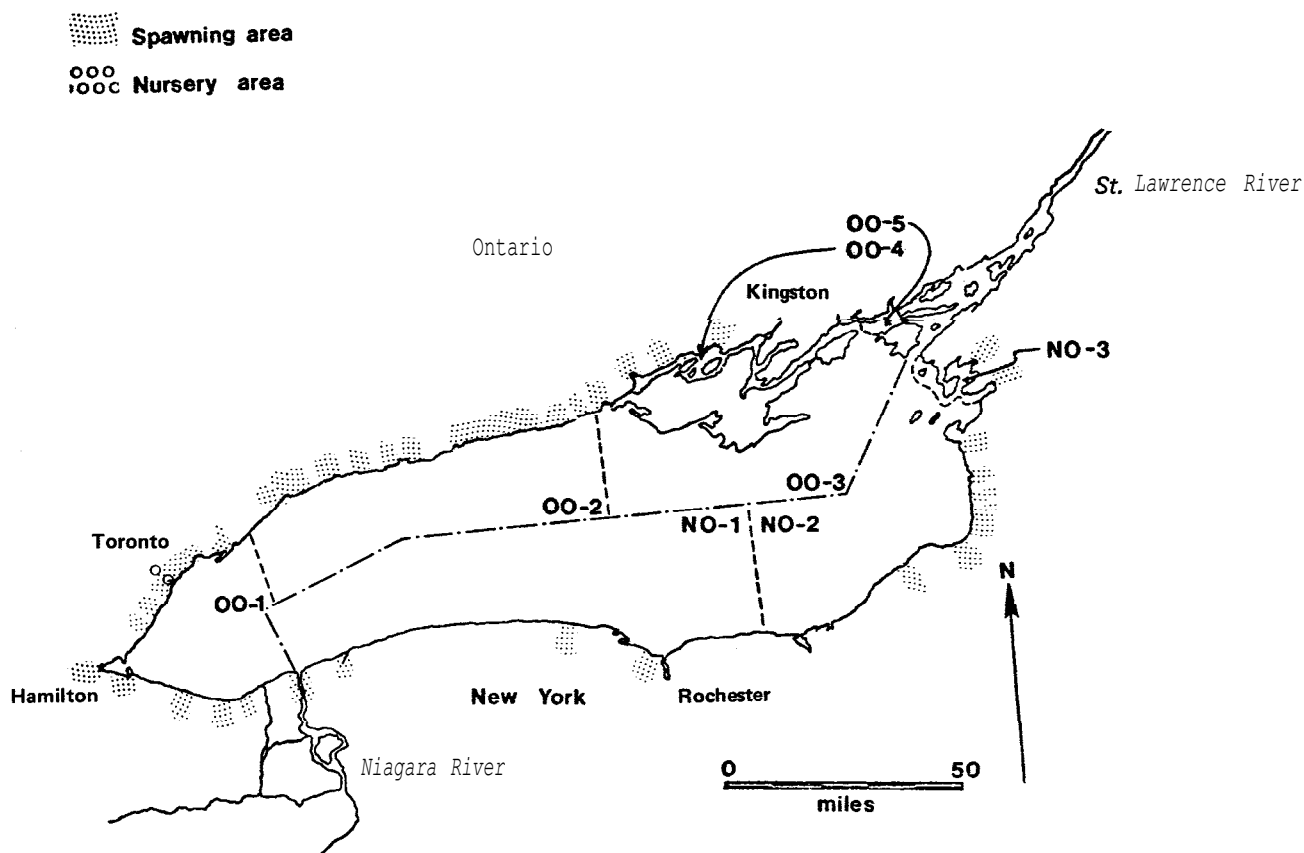 Spawning area
Nursery area
St. Lawrence River
OO-5
OO-4
Ontario
Kingston
NO-3
OO-3
OO-2
NO-1 NO-2
Toronto
N
OO-1
Hamilton
New York
Rochester
Niagara River
0 50
miles